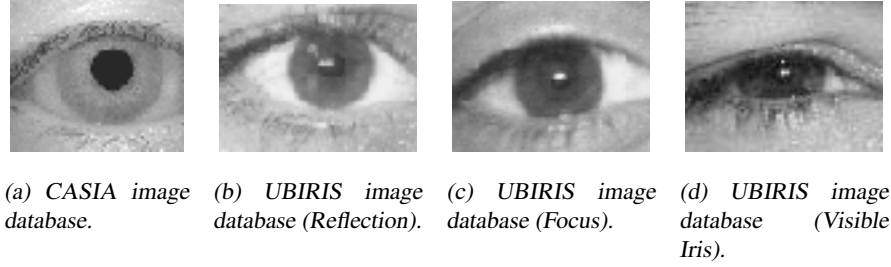 (a) CASIA image
database.
(b) UBIRIS image
database (Reflection).
(c) UBIRIS image
database (Focus).
(d) UBIRIS image
database (Visible
Iris).